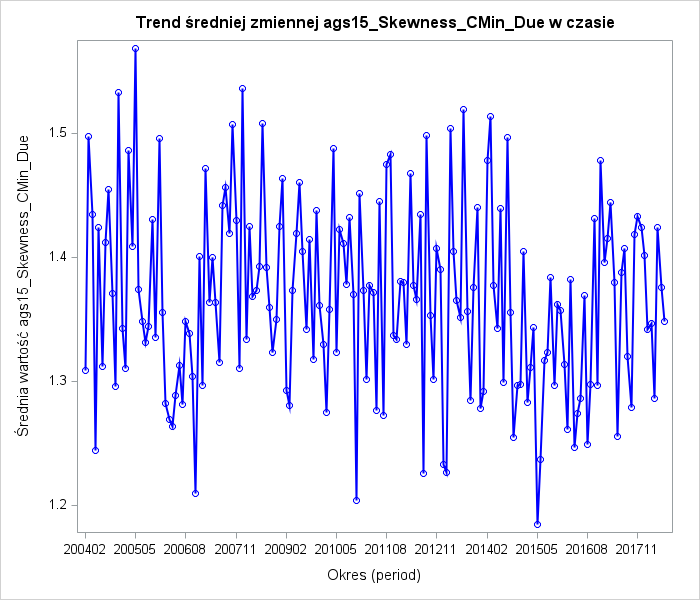 Trend średniej zmiennej ags15_Skewness_CMin_Due w czasie
Średnia wartość ags15_Skewness_CMin_Due
1.5
1.4
1.3
1.2
200402 200505 200608 200711 200902 201005 201108 201211 201402 201505 201608 201711
Okres (period)